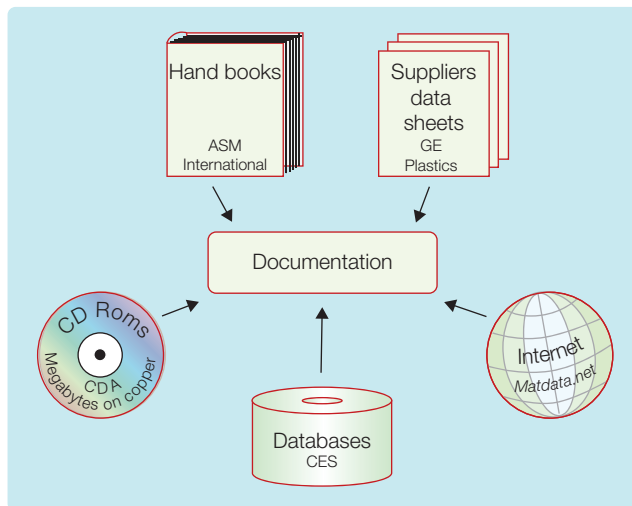 Hand books
ASM
International
Suppliers
data
sheets
GE
Plastics
Documentation
CD Roms
CDA
Megabytes on copper
Internet
Matdata.net
Databases
CES